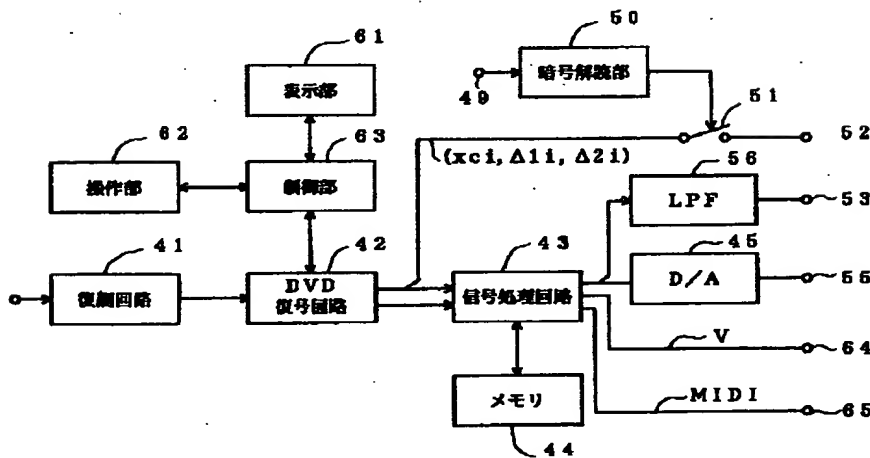 61
表示部
50
暗号解読部
49
51
52
62
操作部
63
制御部
(xci, Δ1i, Δ2i)
56
LPF
53
41
復調回路
42
DVD
復号回路
43
信号処理回路
45
D/A
55
V
64
メモリ
44
MIDI
65